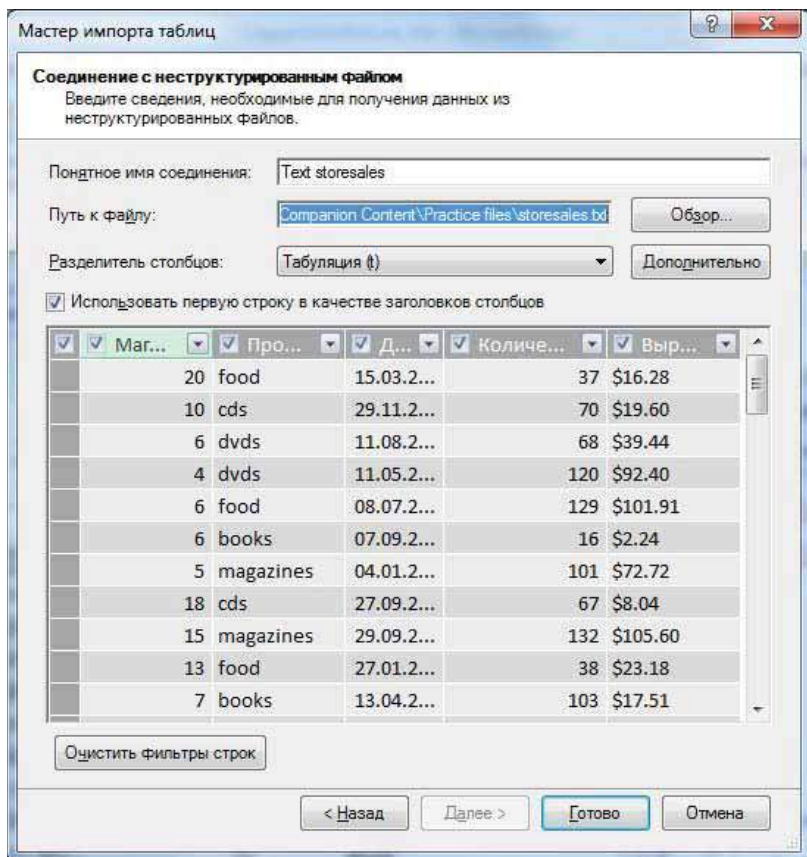 Мастер импорта таблиц
Соединение с неструктурированным файлом
Введите сведения, необходимые для получения данных из
неструктурированных файлов.
Понятное имя соединения: Text storesales
Путь к файлу: Companion Content\Practice files\storesales.txt Обзор...
Разделитель столбцов: Табуляция (t) Дополнительно
Использовать первую строку в качестве заголовков столбцов
Маг... Про... Д... Количе... Выр...
20 food 15.03.2... 37 $16.28
10 cds 29.11.2... 70 $19.60
6 dvds 11.08.2... 68 $39.44
4 dvds 11.05.2... 120 $92.40
6 food 08.07.2... 129 $101.91
6 books 07.09.2... 16 $2.24
5 magazines 04.01.2... 101 $72.72
18 cds 27.09.2... 67 $8.04
15 magazines 29.09.2... 132 $105.60
13 food 27.01.2... 38 $23.18
7 books 13.04.2... 103 $17.51
Очистить фильтры строк
< Назад Далее > Готово Отмена